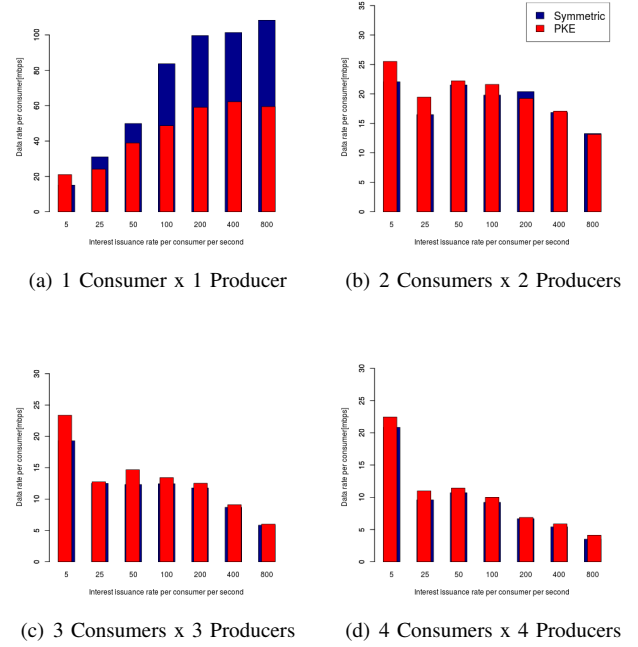 Data rate per consumer[mbps]
0 20 40 60 80 100
5 25 50 100 200 400 800
Interest issuance rate per consumer per second
(a) 1 Consumer x 1 Producer
Symmetric
PKE
Data rate per consumer[mbps]
0 5 10 15 20 25 30 35
5 25 50 100 200 400 800
Interest issuance rate per consumer per second
(b) 2 Consumers x 2 Producers
Data rate per consumer[mbps]
0 5 10 15 20 25 30
5 25 50 100 200 400 800
Interest issuance rate per consumer per second
(c) 3 Consumers x 3 Producers
Data rate per consumer[mbps]
0 5 10 15 20 25 30
5 25 50 100 200 400 800
Interest issuance rate per consumer per second
(d) 4 Consumers x 4 Producers